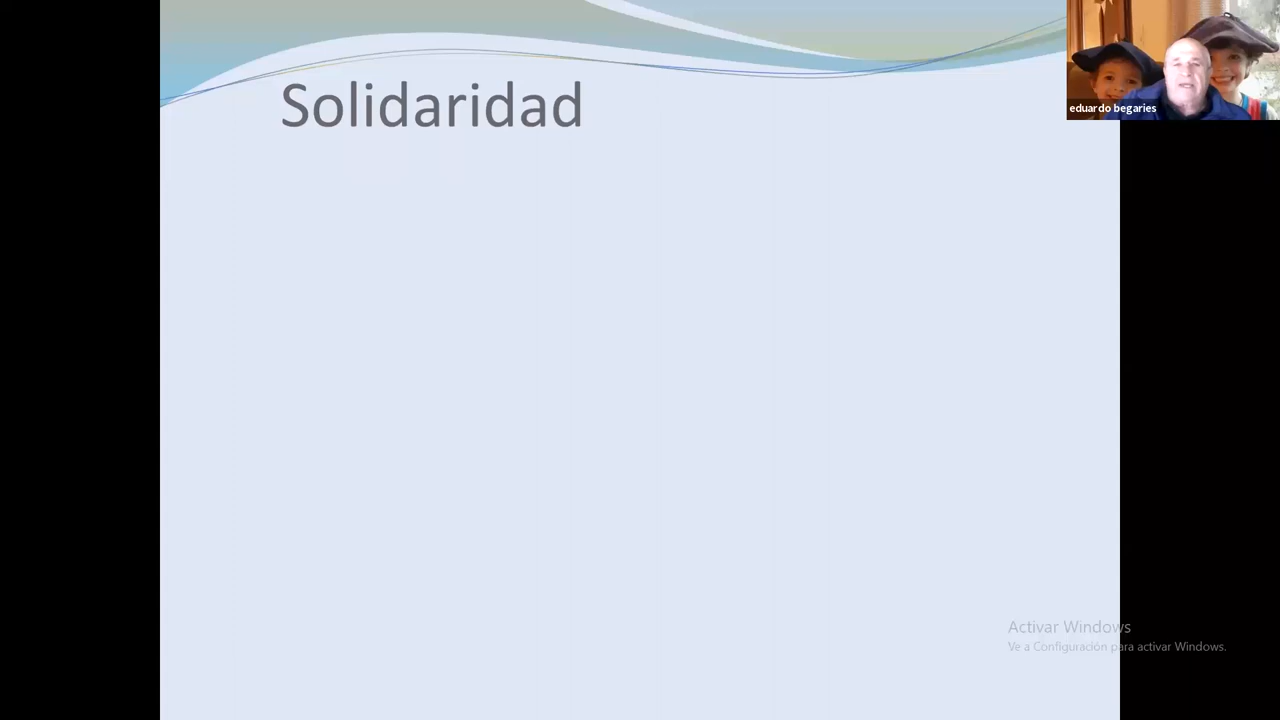 Solidaridad
eduardo begaries
Activar Windows
Ve a Configuración para activar Windows.